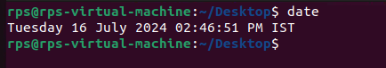 rps@rps-virtual-machine:~/Desktop$ date
Tuesday 16 July 2024 02:46:51 PM IST
rps@rps-virtual-machine:~/Desktop$